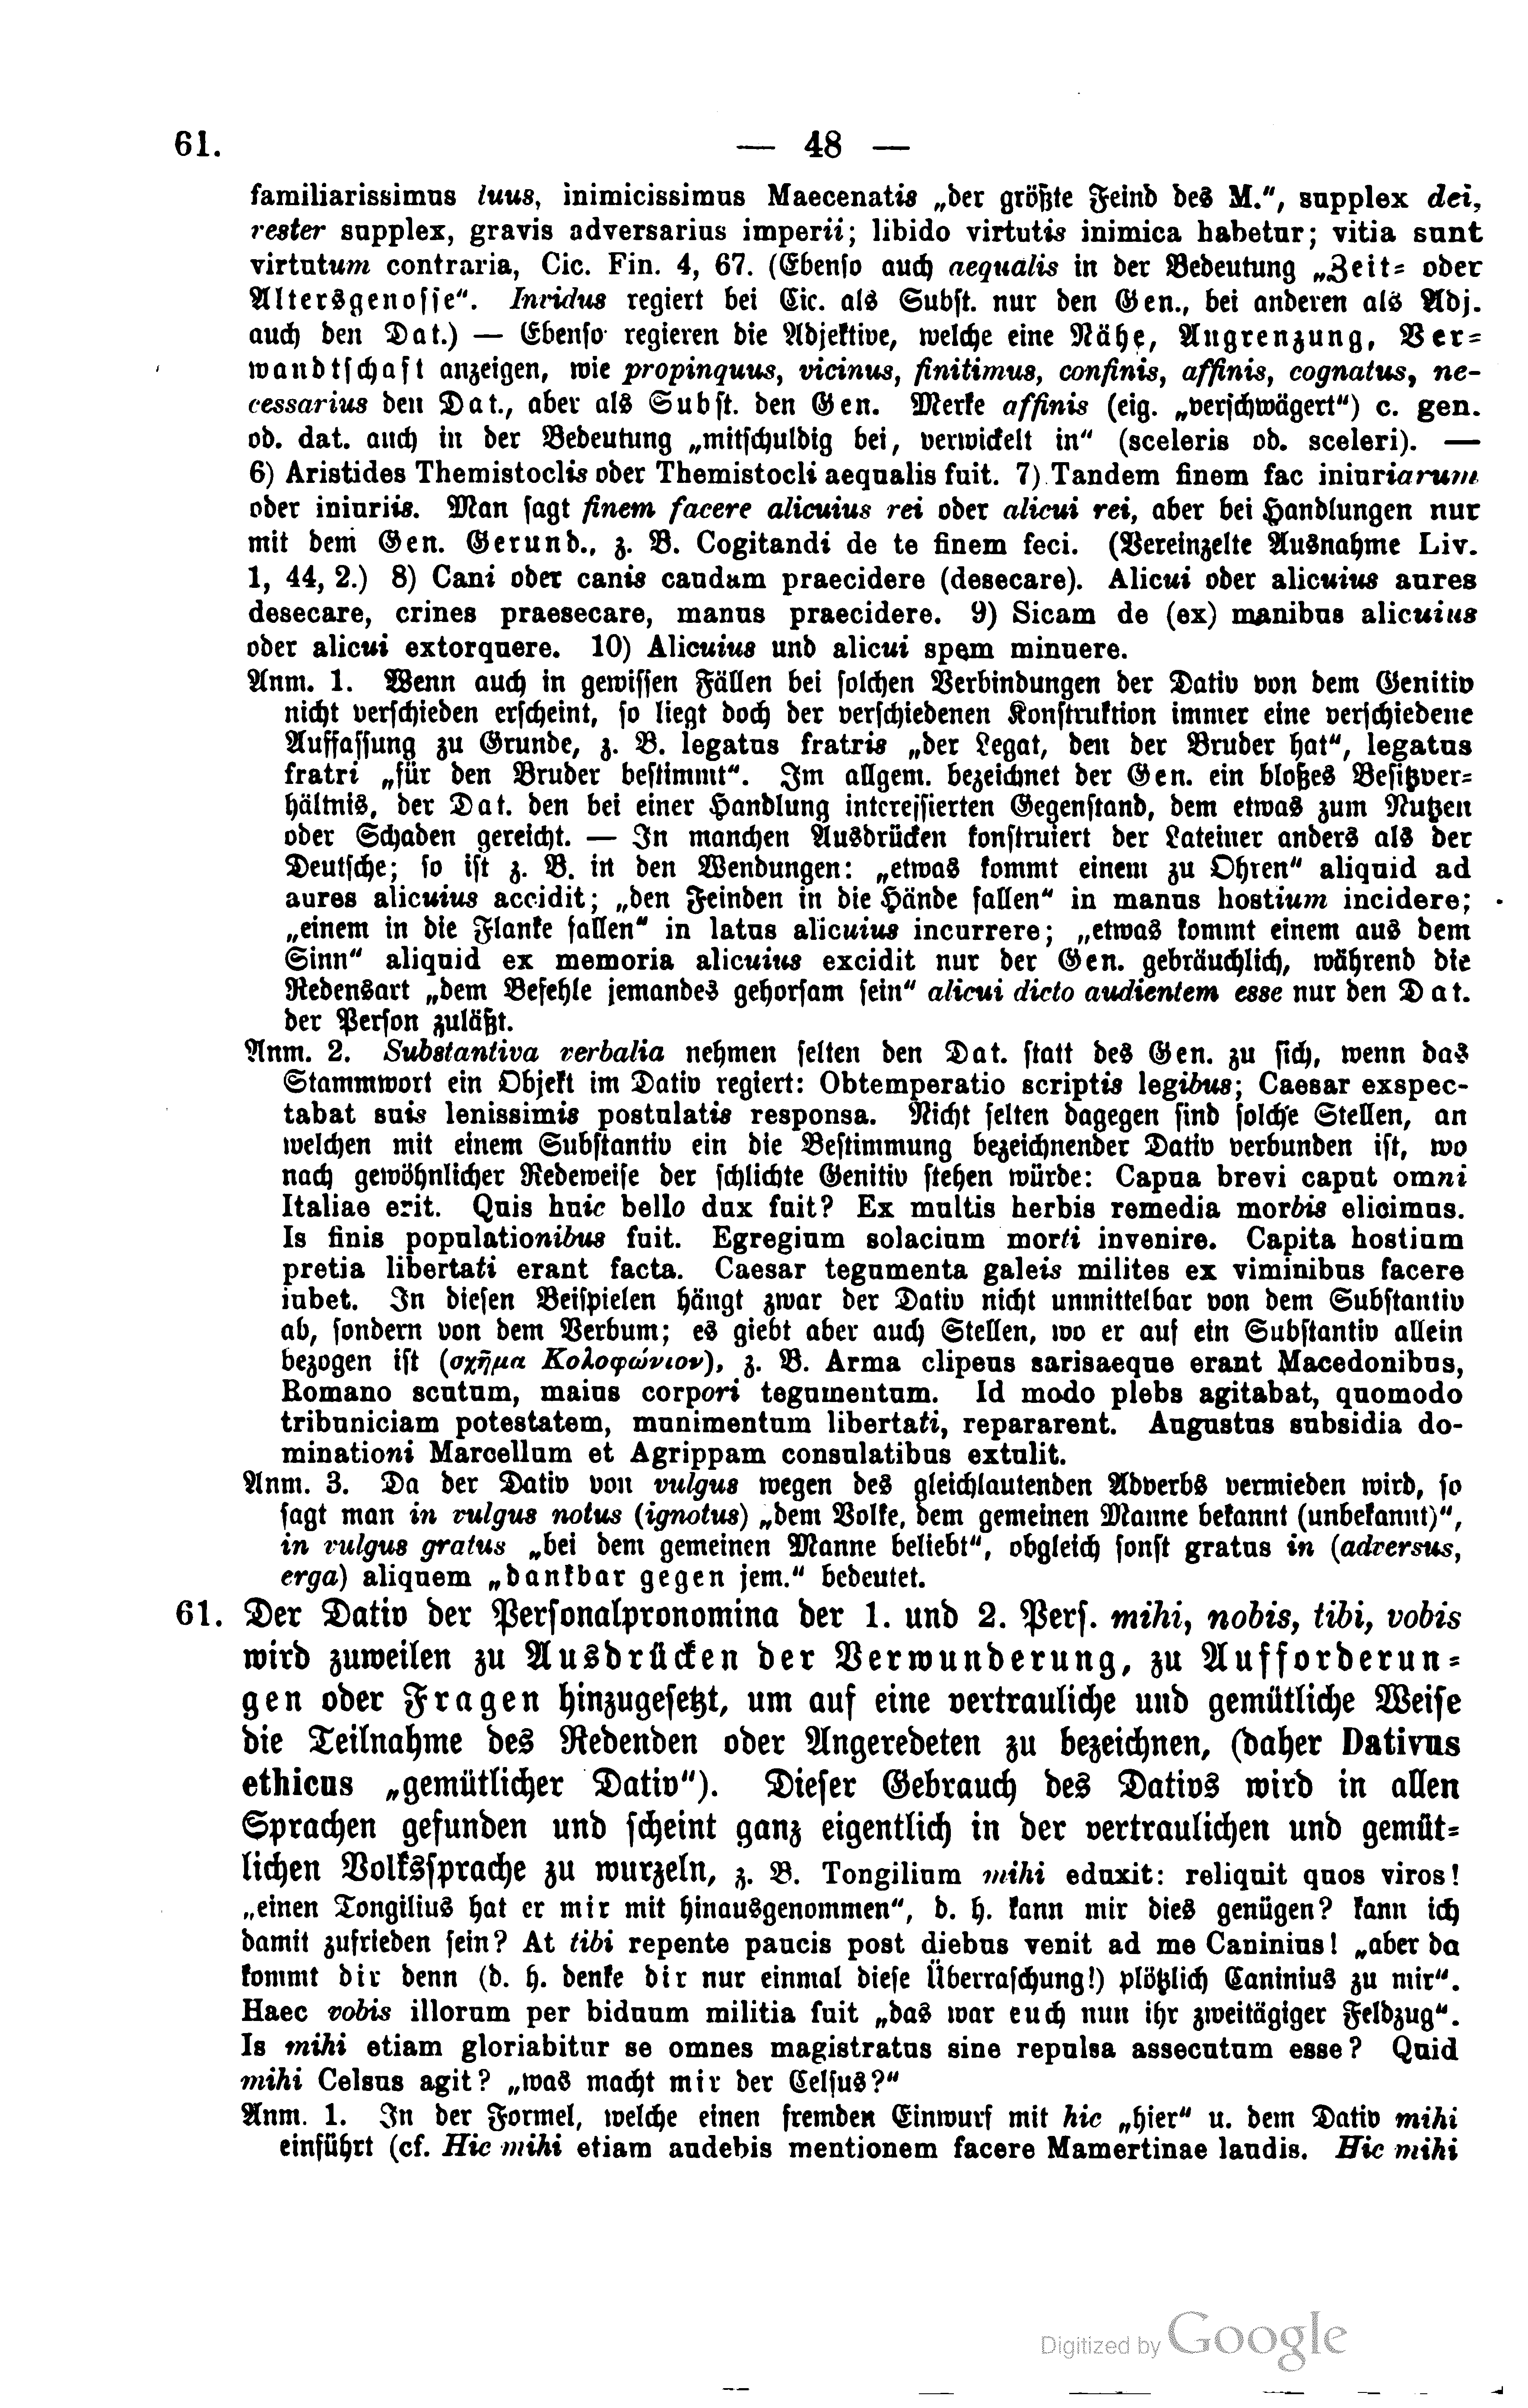 61. — 48 —
familiarissimus tuus, inimicissimus Maecenatis „der größte Feind des M.“, supplex dei,
vester supplex, gravis adversarius imperii; libido virtutis inimica habetur; vitia sunt
virtutum contraria, Cic. Fin. 4, 67. (Ebenso auch aequalis in der Bedeutung „Zeit- oder
Altersgenosse“. Invidus regiert bei Cic. als Subst. nur den Gen., bei anderen als Adj.
auch den Dat.) — Ebenso regieren die Adjektive, welche eine Nähe, Angrenzung, Ver-
wandtschaft anzeigen, wie propinquus, vicinus, finitimus, confinis, affinis, cognatus, ne-
cessarius den Dat., aber als Subst. den Gen. Merke affinis (eig. „verschwägert“) c. gen.
od. dat. auch in der Bedeutung „mitschuldig bei, verwickelt in“ (sceleris od. sceleri). —
6) Aristides Themistoclis oder Themistocli aequalis fuit. 7) Tandem finem fac iniuriarum
oder iniuriis. Man sagt finem facere alicuius rei oder alicui rei, aber bei Handlungen nur
mit dem Gen. Gerund., z. B. Cogitandi de te finem feci. (Vereinzelte Ausnahme Liv.
1, 44, 2.) 8) Cani oder canis caudam praecidere (desecare). Alicui oder alicuius aures
desecare, crines praesecare, manus praecidere. 9) Sicam de (ex) manibus alicuius
oder alicui extorquere. 10) Alicuius und alicui spem minuere.
Anm. 1. Wenn auch in gewissen Fällen bei solchen Verbindungen der Dativ von dem Genitiv
nicht verschieden erscheint, so liegt doch der verschiedenen Konstruktion immer eine verschiedene
Auffassung zu Grunde, z. B. legatus fratris „der Legat, den der Bruder hat“, legatus
fratri „für den Bruder bestimmt“. Im allgem. bezeichnet der Gen. ein bloßes Besitzver-
hältnis, der Dat. den bei einer Handlung interessierten Gegenstand, dem etwas zum Nutzen
oder Schaden gereicht. — In manchen Ausdrücken konstruiert der Lateiner anders als der
Deutsche; so ist z. B. in den Wendungen: „etwas kommt einem zu Ohren“ aliquid ad
aures alicuius accidit; „den Feinden in die Hände fallen“ in manus hostium incidere;
„einem in die Flanke fallen“ in latus alicuius incurrere; „etwas kommt einem aus dem
Sinn“ aliquid ex memoria alicuius excidit nur der Gen. gebräuchlich, während die
Redensart „dem Befehle jemandes gehorsam sein“ alicui dicto audientem esse nur den Dat.
der Person zuläßt.
Anm. 2. Substantiva verbalia nehmen selten den Dat. statt des Gen. zu sich, wenn das
Stammwort ein Objekt im Dativ regiert: Obtemperatio scriptis legibus; Caesar exspec-
tabat suis lenissimis postulatis responsa. Nicht selten dagegen sind solche Stellen, an
welchen mit einem Substantiv ein die Bestimmung bezeichnender Dativ verbunden ist, wo
nach gewöhnlicher Redeweise der schlichte Genitiv stehen würde: Capua brevi caput omni
Italiae erit. Quis huic bello dux fuit? Ex multis herbis remedia morbis elicimus.
Is finis populationibus fuit. Egregium solacium morti invenire. Capita hostium
pretia libertati erant facta. Caesar tegumenta galeis milites ex viminibus facere
iubet. In diesen Beispielen hängt zwar der Dativ nicht unmittelbar von dem Substantiv
ab, sondern von dem Verbum; es giebt aber auch Stellen, wo er auf ein Substantiv allein
bezogen ist (σχῆμα Κολοφώνιον), z. B. Arma clipeus sarisaeque erant Macedonibus,
Romano scutum, maius corpori tegumentum. Id modo plebs agitabat, quomodo
tribuniciam potestatem, munimentum libertati, repararent. Augustus subsidia do-
minationi Marcellum et Agrippam consulatibus extulit.
Anm. 3. Da der Dativ von vulgus wegen des gleichlautenden Adverbs vermieden wird, so
sagt man in vulgus notus (ignotus) „dem Volke, dem gemeinen Manne bekannt (unbekannt)“,
in vulgus gratus „bei dem gemeinen Manne beliebt“, obgleich sonst gratus in (adversus,
erga) aliquem „dankbar gegen jem.“ bedeutet.
61. Der Dativ der Personalpronomina der 1. und 2. Pers. mihi, nobis, tibi, vobis
wird zuweilen zu Ausdrücken der Verwunderung, zu Aufforderun-
gen oder Fragen hinzugesetzt, um auf eine vertrauliche und gemütliche Weise
die Teilnahme des Redenden oder Angeredeten zu bezeichnen, (daher Dativus
ethicus „gemütlicher Dativ“). Dieser Gebrauch des Dativs wird in allen
Sprachen gefunden und scheint ganz eigentlich in der vertraulichen und gemüt-
lichen Volkssprache zu wurzeln, z. B. Tongilium mihi eduxit: reliquit quos viros!
„einen Tongilius hat er mir mit hinausgenommen“, d. h. kann mir dies genügen? kann ich
damit zufrieden sein? At tibi repente paucis post diebus venit ad me Caninius! „aber da
kommt dir denn (d. h. denke dir nur einmal diese Überraschung!) plötzlich Caninius zu mir“.
Haec vobis illorum per biduum militia fuit „das war euch nun ihr zweitägiger Feldzug“.
Is mihi etiam gloriabitur se omnes magistratus sine repulsa assecutum esse? Quid
mihi Celsus agit? „was macht mir der Celsus?“
Anm. 1. In der Formel, welche einen fremden Einwurf mit hic „hier“ u. dem Dativ mihi
einführt (cf. Hic mihi etiam audebis mentionem facere Mamertinae laudis. Hic mihi
Digitized by Google